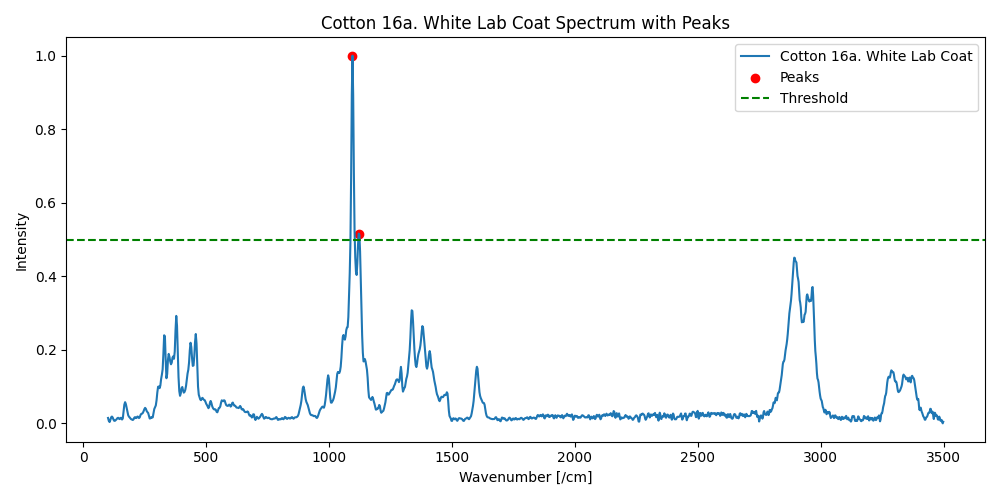 Cotton 16a. White Lab Coat Spectrum with Peaks
Cotton 16a. White Lab Coat
Peaks
Threshold
1.0
0.8
0.6
0.4
0.2
0.0
Intensity
0 500 1000 1500 2000 2500 3000 3500
Wavenumber [/cm]